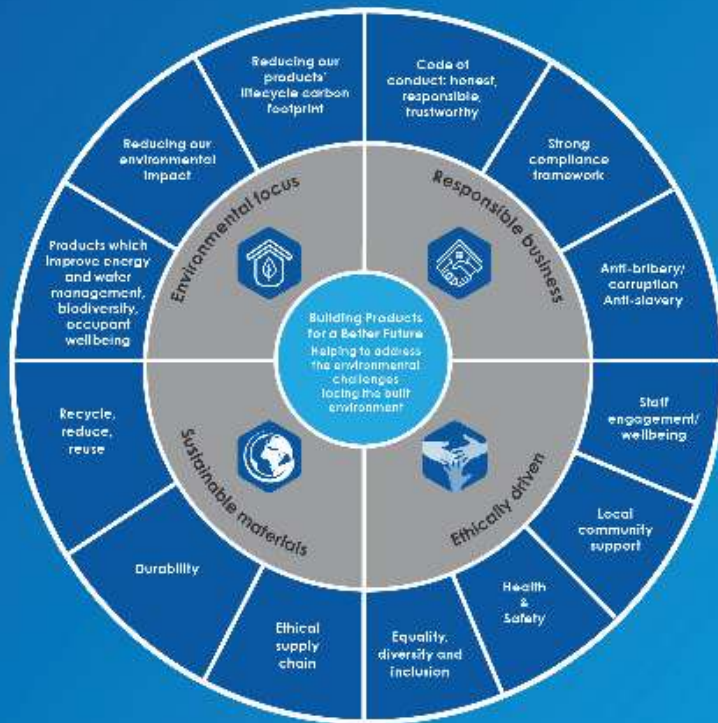 Reducing our
products'
lifecycle carbon
footprint
Code of
conduct: honest,
responsible,
trustworthy
Reducing our
environmental
impact
Strong
compliance
framework
Environmental focus
Responsible business
Products which
improve energy
and water
management,
biodiversity,
occupant
wellbeing
Anti-bribery/
corruption
Anti-slavery
Building Products
for a Better Future
Helping to address
the environmental
challenges
facing the built
environment
Recycle,
reduce,
reuse
Staff
engagement/
wellbeing
Sustainable materials
Ethically driven
Local
community
support
Durability
Health
&
Safety
Ethical
supply
chain
Equality,
diversity and
inclusion